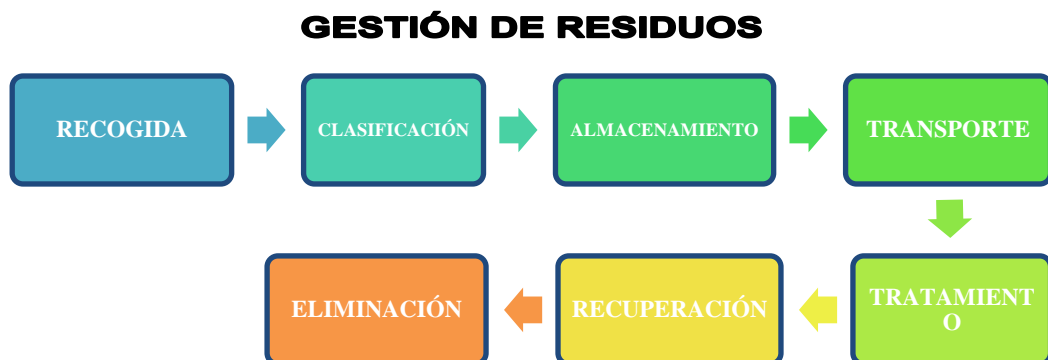 GESTIÓN DE RESIDUOS
RECOGIDA
CLASIFICACIÓN
ALMACENAMIENTO
TRANSPORTE
TRATAMIENT
O
RECUPERACIÓN
ELIMINACIÓN